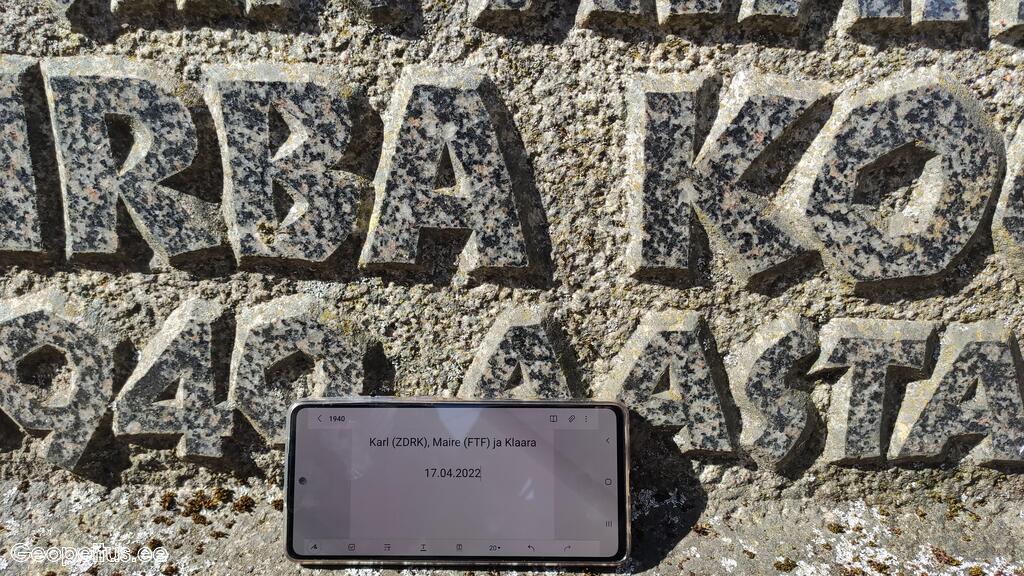 RBA KO
940 AASTA
1940
Karl (ZDRK), Maire (FTF) ja Klaara
17.04.2022
20
Geopeitus.ee